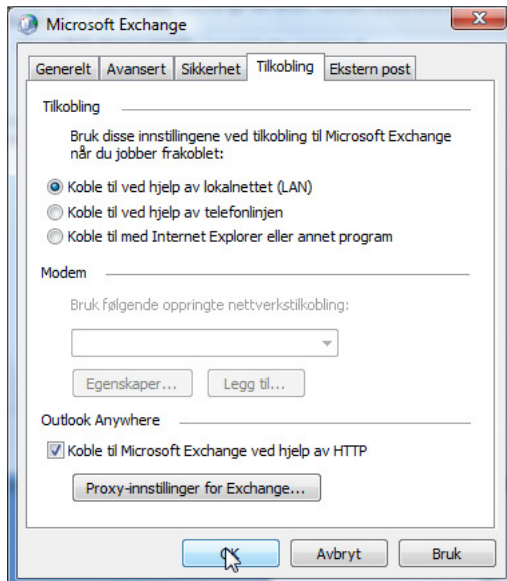 Microsoft Exchange
Generelt Avansert Sikkerhet Tilkobling Ekstern post
Tilkobling
Bruk disse innstillingene ved tilkobling til Microsoft Exchange
når du jobber frakoblet:
Koble til ved hjelp av lokalnettet (LAN)
Koble til ved hjelp av telefonlinjen
Koble til med Internet Explorer eller annet program
Modem
Bruk følgende oppringte nettverkstilkobling:
Egenskaper... Legg til...
Outlook Anywhere
Koble til Microsoft Exchange ved hjelp av HTTP
Proxy-innstillinger for Exchange...
OK Avbryt Bruk